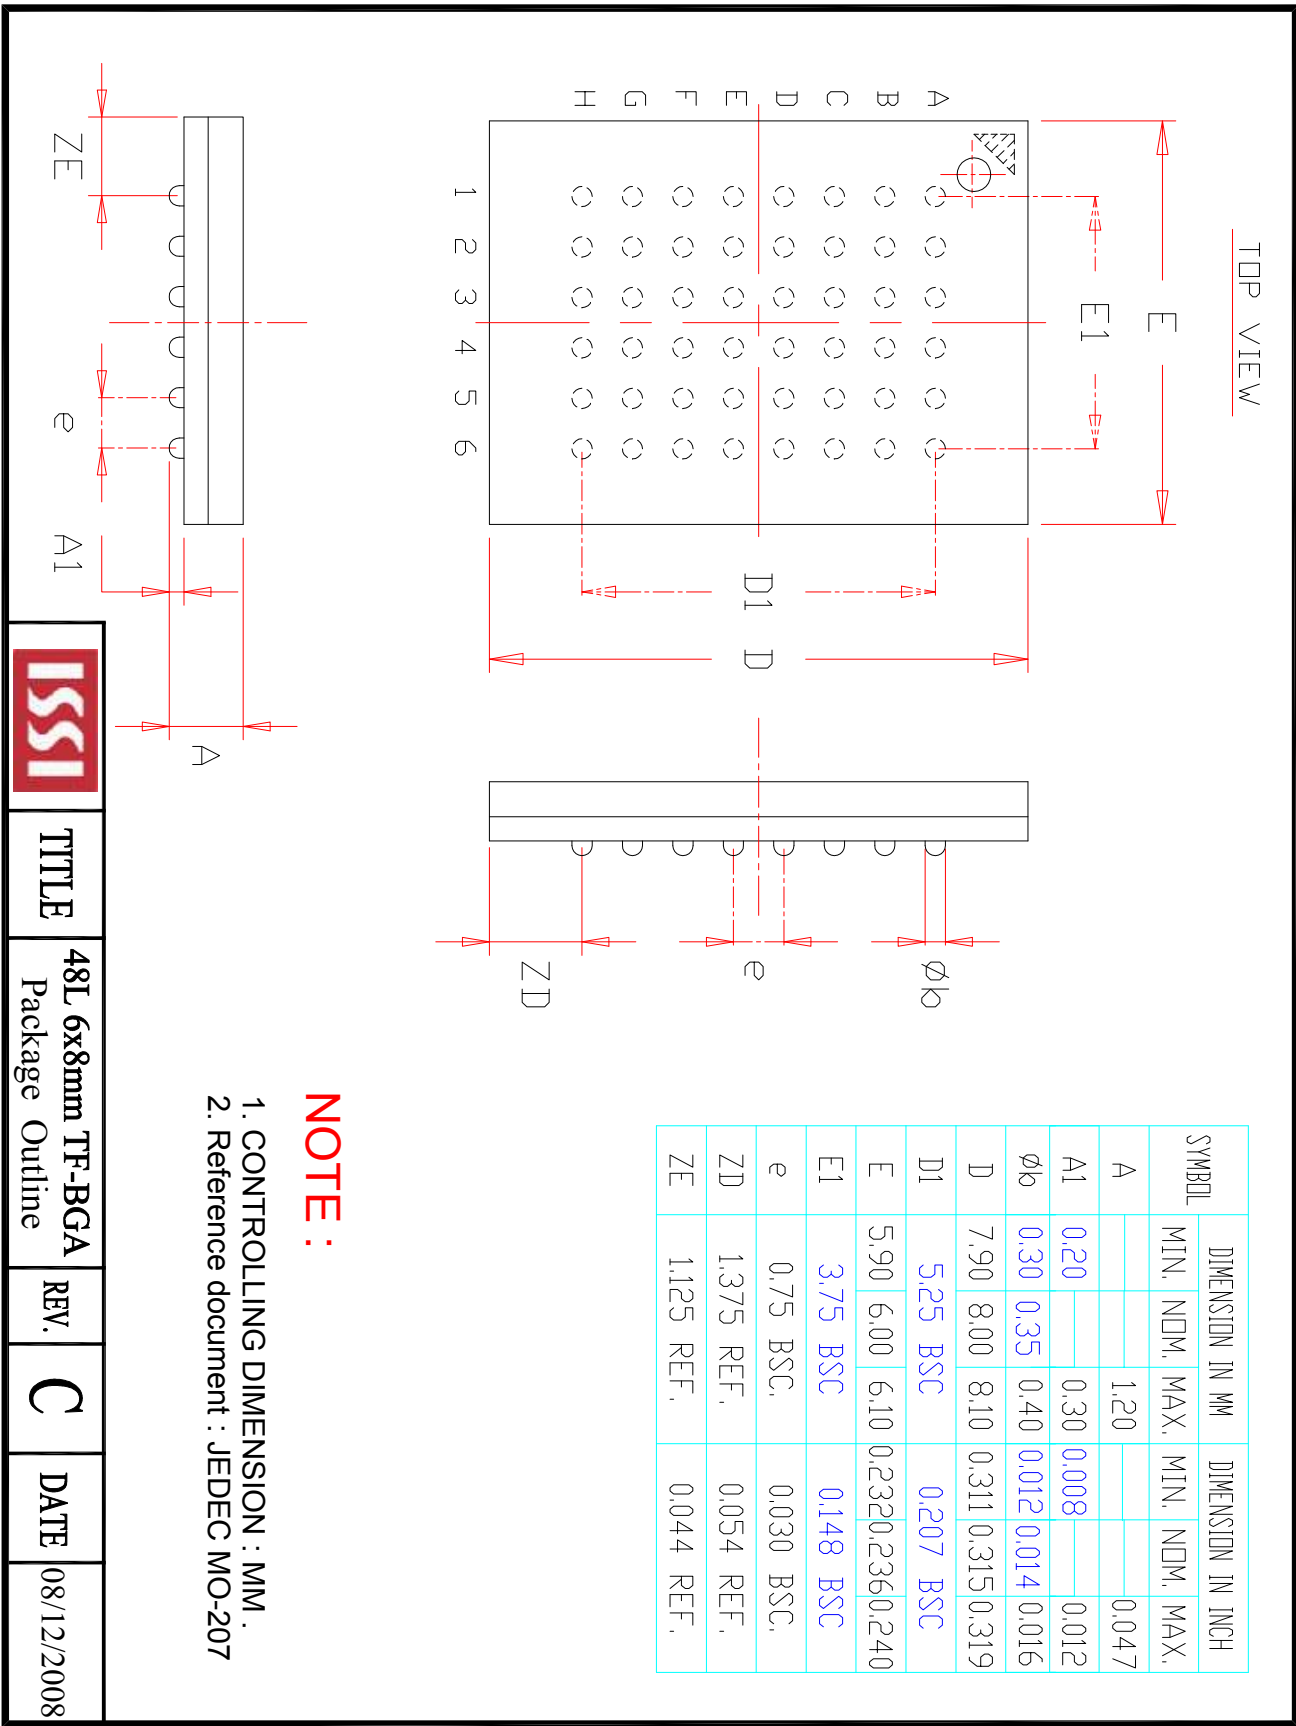 TOP VIEW
E
E1
A
B
C
D
E
F
G
H
1
2
3
4
5
6
D1
D
Øb
e
ZD
ZE
e
A1
A
SYMBOL DIMENSION IN MM DIMENSION IN INCH
MIN. NOM. MAX. MIN. NOM. MAX.
A 1.20 0.047
A1 0.20 0.30 0.008 0.012
Øb 0.30 0.35 0.40 0.012 0.014 0.016
D 7.90 8.00 8.10 0.311 0.315 0.319
D1 5.25 BSC 0.207 BSC
E 5.90 6.00 6.10 0.232 0.236 0.240
E1 3.75 BSC 0.148 BSC
e 0.75 BSC. 0.030 BSC.
ZD 1.375 REF. 0.054 REF.
ZE 1.125 REF. 0.044 REF.
NOTE :
1. CONTROLLING DIMENSION : MM .
2. Reference document : JEDEC MO-207
ISSI
TITLE
48L 6x8mm TF-BGA
Package Outline
REV.
C
DATE
08/12/2008